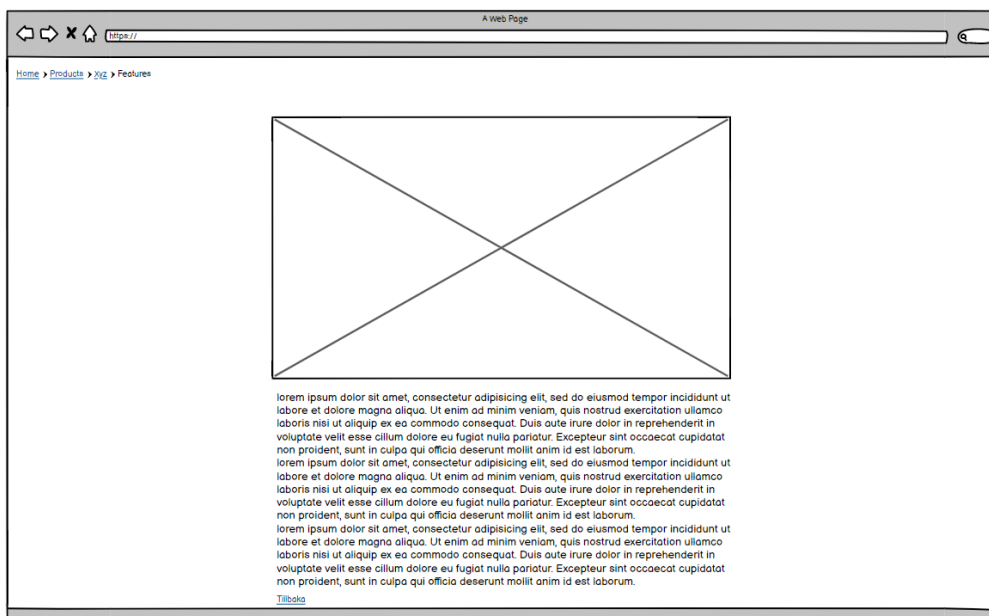 A Web Page
https://
Home > Products > Xyz > Features
lorem ipsum dolor sit amet, consectetur adipisicing elit, sed do eiusmod tempor incididunt ut
labore et dolore magna aliqua. Ut enim ad minim veniam, quis nostrud exercitation ullamco
laboris nisi ut aliquip ex ea commodo consequat. Duis aute irure dolor in reprehenderit in
voluptate velit esse cillum dolore eu fugiat nulla pariatur. Excepteur sint occaecat cupidatat
non proident, sunt in culpa qui officia deserunt mollit anim id est laborum.
lorem ipsum dolor sit amet, consectetur adipisicing elit, sed do eiusmod tempor incididunt ut
labore et dolore magna aliqua. Ut enim ad minim veniam, quis nostrud exercitation ullamco
laboris nisi ut aliquip ex ea commodo consequat. Duis aute irure dolor in reprehenderit in
voluptate velit esse cillum dolore eu fugiat nulla pariatur. Excepteur sint occaecat cupidatat
non proident, sunt in culpa qui officia deserunt mollit anim id est laborum.
lorem ipsum dolor sit amet, consectetur adipisicing elit, sed do eiusmod tempor incididunt ut
labore et dolore magna aliqua. Ut enim ad minim veniam, quis nostrud exercitation ullamco
laboris nisi ut aliquip ex ea commodo consequat. Duis aute irure dolor in reprehenderit in
voluptate velit esse cillum dolore eu fugiat nulla pariatur. Excepteur sint occaecat cupidatat
non proident, sunt in culpa qui officia deserunt mollit anim id est laborum.
Tillbaka